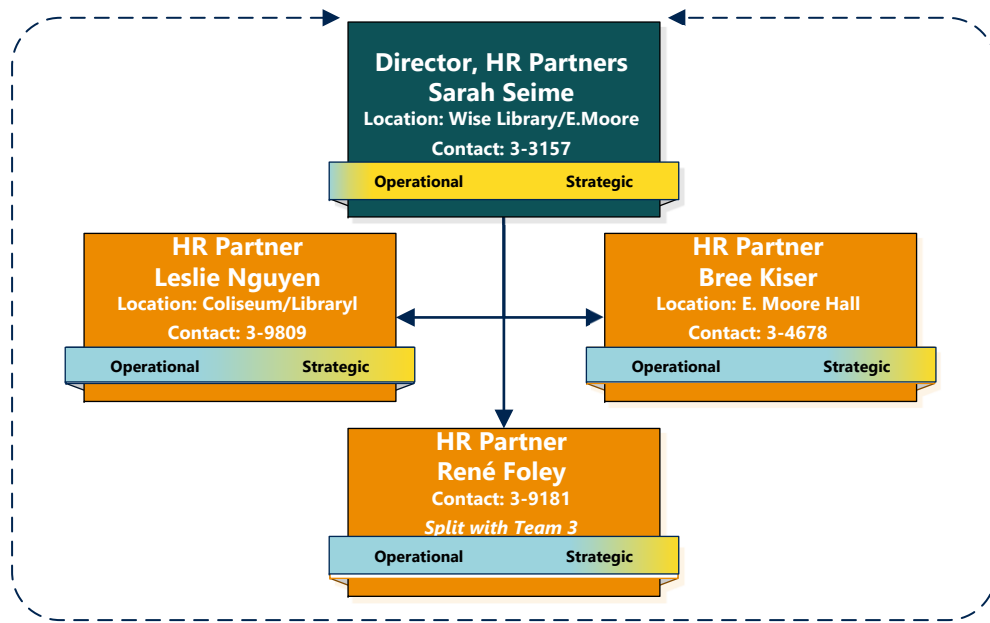 Director, HR Partners
Sarah Seime
Location: Wise Library/E.Moore
Contact: 3-3157
Operational Strategic
HR Partner
Leslie Nguyen
Location: Coliseum/Libraryl
Contact: 3-9809
Operational Strategic
HR Partner
Bree Kiser
Location: E. Moore Hall
Contact: 3-4678
Operational Strategic
HR Partner
René Foley
Contact: 3-9181
Split with Team 3
Operational Strategic